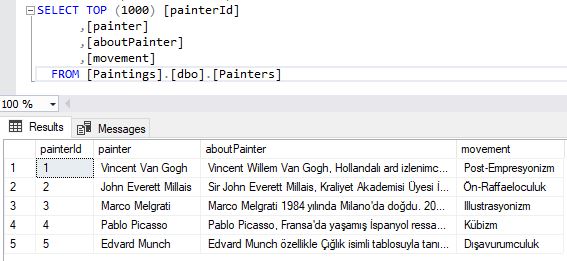 SELECT TOP (1000) [painterId]
,[painter]
,[aboutPainter]
,[movement]
FROM [Paintings].[dbo].[Painters]
100 %
Results Messages
painterId painter aboutPainter movement
1 1 Vincent Van Gogh Vincent Willem Van Gogh, Hollandalı ard izlenimc... Post-Empresyonizm
2 2 John Everett Millais Sir John Everett Millais, Kraliyet Akademisi Üyesi İ... Ön-Raffaeloculuk
3 3 Marco Melgrati Marco Melgrati 1984 yılında Milano'da doğdu. 20... Illustrasyonizm
4 4 Pablo Picasso Pablo Picasso, Fransa'da yaşamış İspanyol ressa... Kübizm
5 5 Edvard Munch Edvard Munch özellikle Çığlık isimli tablosuyla tanı... Dışavurumculuk